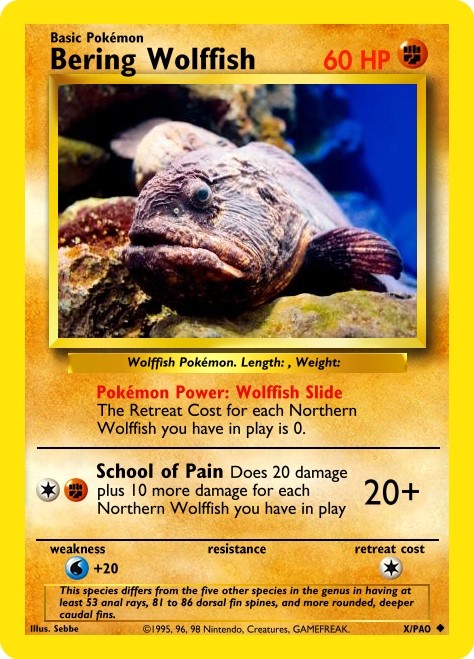 Basic Pokémon
Bering Wolffish
60 HP
Wolffish Pokémon. Length: , Weight:
Pokémon Power: Wolffish Slide
The Retreat Cost for each Northern
Wolffish you have in play is 0.
School of Pain Does 20 damage
plus 10 more damage for each
Northern Wolffish you have in play
20+
weakness
resistance
retreat cost
+20
This species differs from the five other species in the genus in having at
least 53 anal rays, 81 to 86 dorsal fin spines, and more rounded, deeper
caudal fins.
Illus. Sebbe
©1995, 96, 98 Nintendo, Creatures, GAMEFREAK.
X/PAO